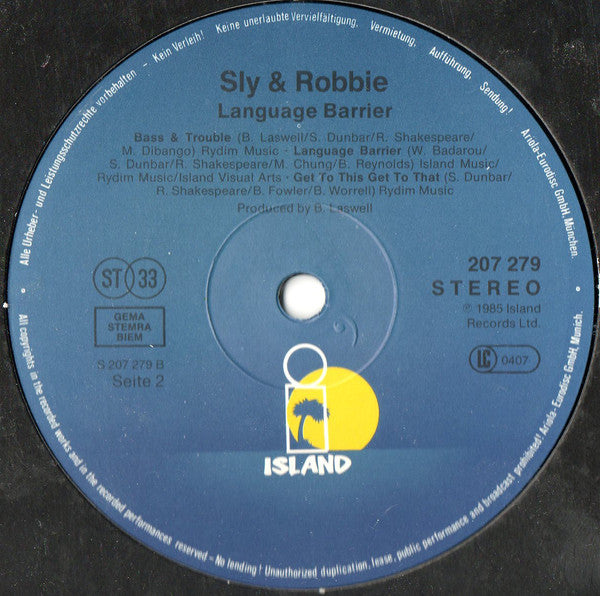 Alle Urheber- und Leistungsschutzrechte vorbehalten - Kein Verleih! Keine unerlaubte Vervielfältigung, Vermietung, Aufführung, Sendung! Ariola-Eurodisc GmbH, München.
Sly & Robbie
Language Barrier
Bass & Trouble (B. Laswell/S. Dunbar/R. Shakespeare/
M. Dibango) Rydim Music · Language Barrier (W. Badarou/
S. Dunbar/R. Shakespeare/M. Chung/B. Reynolds) Island Music/
Rydim Music/Island Visual Arts · Get To This Get To That (S. Dunbar/
R. Shakespeare/B. Fowler/B. Worrell) Rydim Music
Produced by B. Laswell
ST 33
GEMA
STEMRA
BIEM
S 207 279 B
Seite 2
207 279
STEREO
℗ 1985 Island
Records Ltd.
LC 0407
i
ISLAND
All copyrights in the recorded works and in the recorded performances reserved - No lending! Unauthorized duplication, lease, public performance and broadcast prohibited! Ariola-Eurodisc GmbH, Munich.